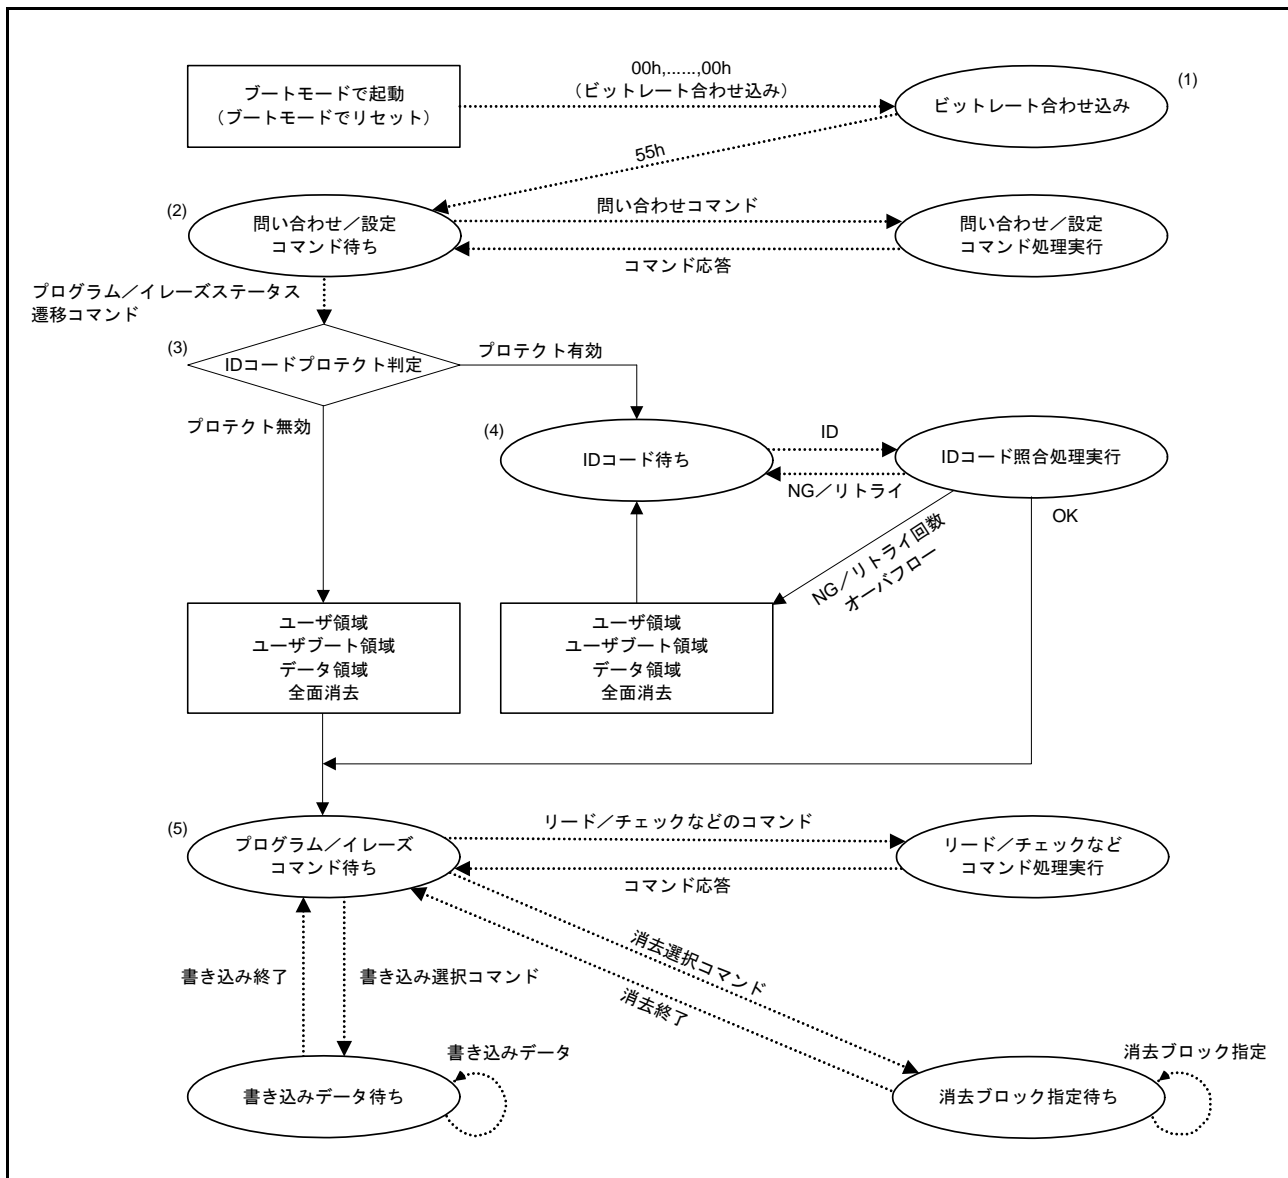 00h,......,00h
（ビットレート合わせ込み）
ブートモードで起動
（ブートモードでリセット）
ビットレート合わせ込み
(1)
55h
(2)
問い合わせ／設定
コマンド待ち
問い合わせコマンド
コマンド応答
問い合わせ／設定
コマンド処理実行
プログラム／イレーズステータス
遷移コマンド
(3)
IDコードプロテクト判定
プロテクト有効
プロテクト無効
(4)
IDコード待ち
ID
NG／リトライ
IDコード照合処理実行
OK
NG／リトライ回数
オーバフロー
ユーザ領域
ユーザブート領域
データ領域
全面消去
ユーザ領域
ユーザブート領域
データ領域
全面消去
(5)
プログラム／イレーズ
コマンド待ち
リード／チェックなどのコマンド
コマンド応答
リード／チェックなど
コマンド処理実行
書き込み終了
書き込み選択コマンド
消去選択コマンド
消去終了
書き込みデータ
書き込みデータ待ち
消去ブロック指定
消去ブロック指定待ち